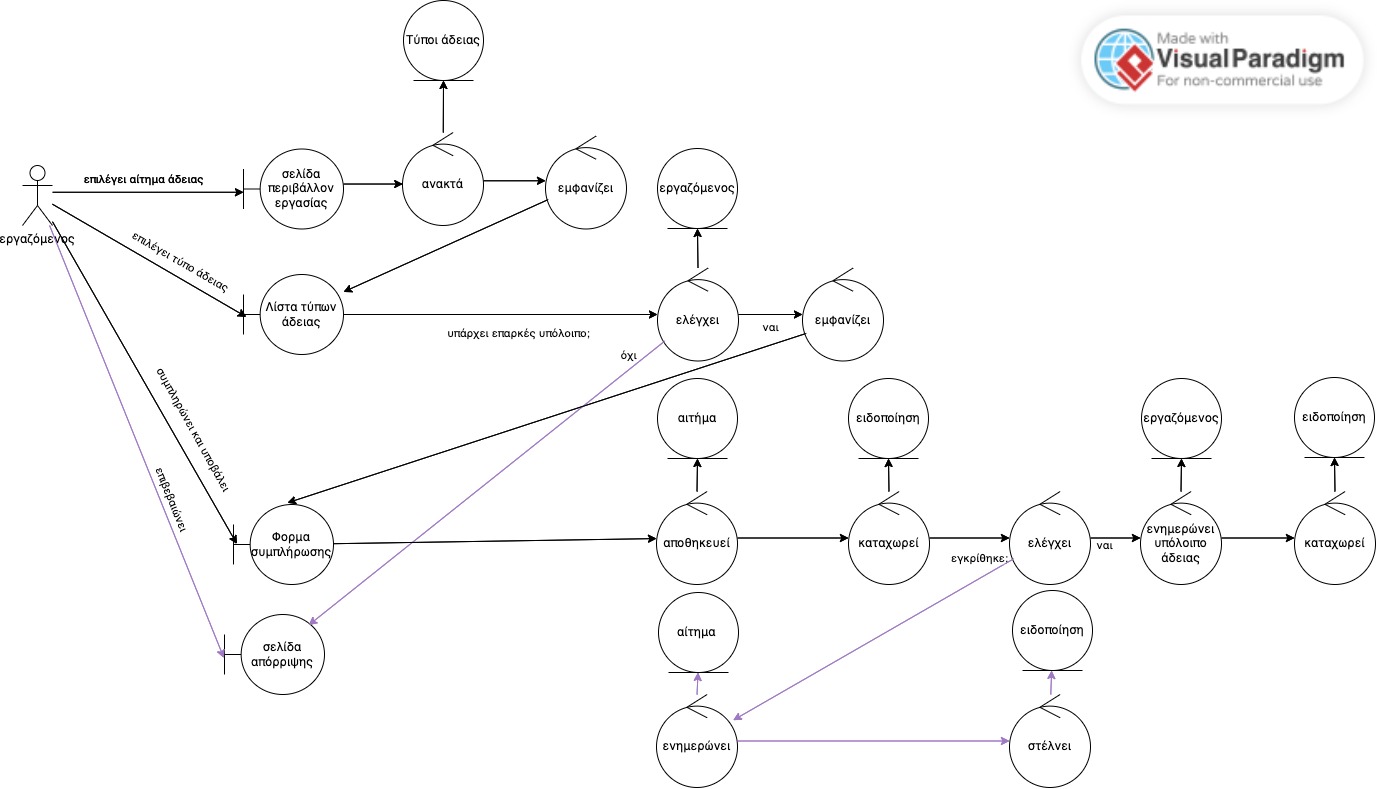 Τύποι άδειας
Made with
Visual Paradigm
For non-commercial use
επιλέγει αίτημα άδειας
σελίδα
περιβάλλον
εργασίας
ανακτά
εμφανίζει
εργαζόμενος
εργαζόμενος
επιλέγει τύπο άδειας
Λίστα τύπων
άδειας
υπάρχει επαρκές υπόλοιπο;
ελέγχει
ναι
εμφανίζει
όχι
συμπληρώνει και υποβάλει
επιβεβαιώνει
αιτήμα
ειδοποίηση
εργαζόμενος
ειδοποίηση
Φορμα
συμπλήρωσης
αποθηκευεί
καταχωρεί
εγκρίθηκε;
ελέγχει
ναι
ενημερώνει
υπόλοιπο
άδειας
καταχωρεί
σελίδα
απόρριψης
αίτημα
ειδοποίηση
ενημερώνει
στέλνει